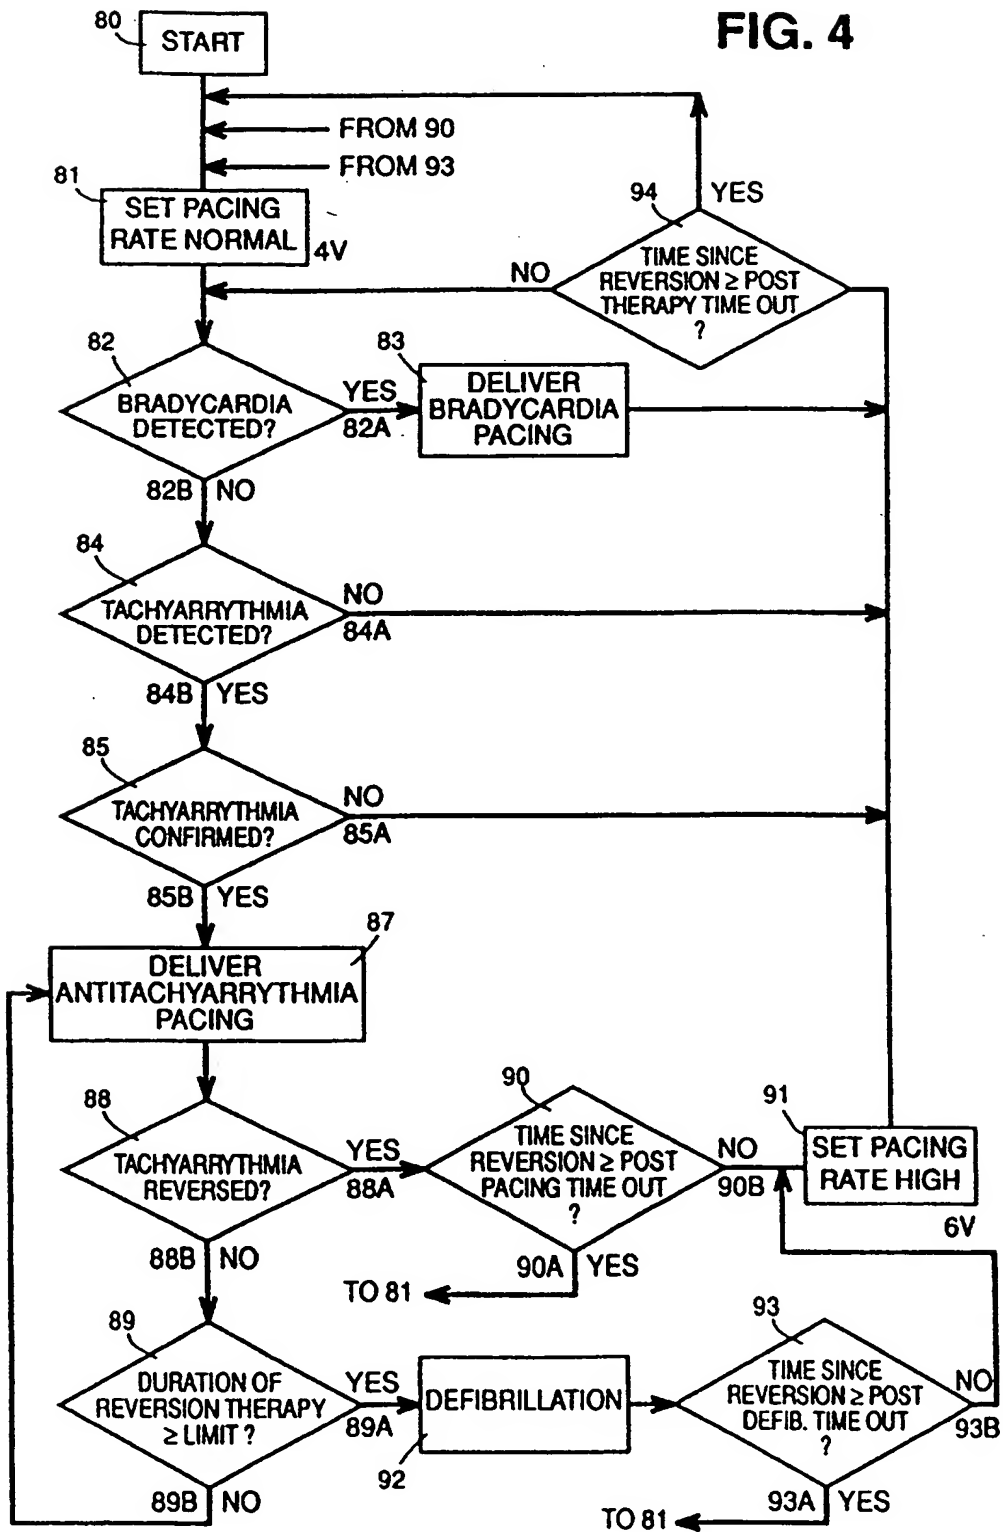 FIG. 4
80
START
FROM 90
FROM 93
81
SET PACING
RATE NORMAL
4V
94
YES
TIME SINCE
REVERSION ≥ POST
THERAPY TIME OUT
?
NO
82
BRADYCARDIA
DETECTED?
YES
82A
83
DELIVER
BRADYCARDIA
PACING
82B NO
84
TACHYARRYTHMIA
DETECTED?
NO
84A
84B YES
85
TACHYARRYTHMIA
CONFIRMED?
NO
85A
85B YES
87
DELIVER
ANTITACHYARRYTHMIA
PACING
88
TACHYARRYTHMIA
REVERSED?
YES
88A
88B NO
90
TIME SINCE
REVERSION ≥ POST
PACING TIME OUT
?
NO
90B
90A YES
TO 81
91
SET PACING
RATE HIGH
6V
89
DURATION OF
REVERSION THERAPY
≥ LIMIT ?
YES
89A
89B NO
DEFIBRILLATION
92
93
TIME SINCE
REVERSION ≥ POST
DEFIB. TIME OUT
?
NO
93B
93A YES
TO 81